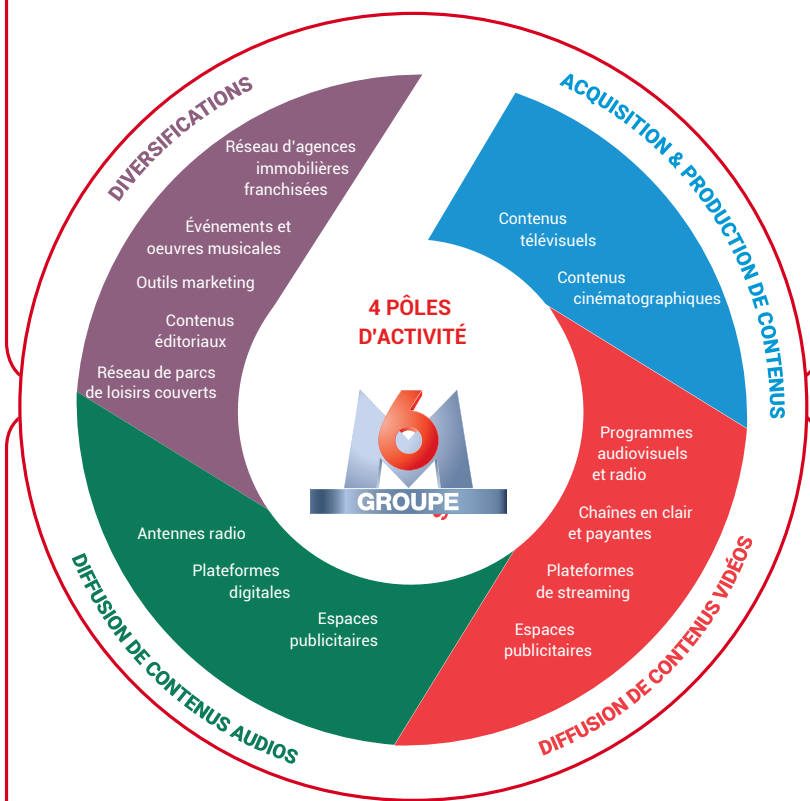 4 PÔLES
D'ACTIVITÉ
M6
GROUPE
ACQUISITION & PRODUCTION DE CONTENUS
Contenus
télévisuels
Contenus
cinématographiques
DIFFUSION DE CONTENUS VIDÉOS
Programmes
audiovisuels
et radio
Chaînes en clair
et payantes
Plateformes
de streaming
Espaces
publicitaires
DIFFUSION DE CONTENUS AUDIOS
Antennes radio
Plateformes
digitales
Espaces
publicitaires
DIVERSIFICATIONS
Réseau d'agences
immobilières
franchisées
Événements et
oeuvres musicales
Outils marketing
Contenus
éditoriaux
Réseau de parcs
de loisirs couverts